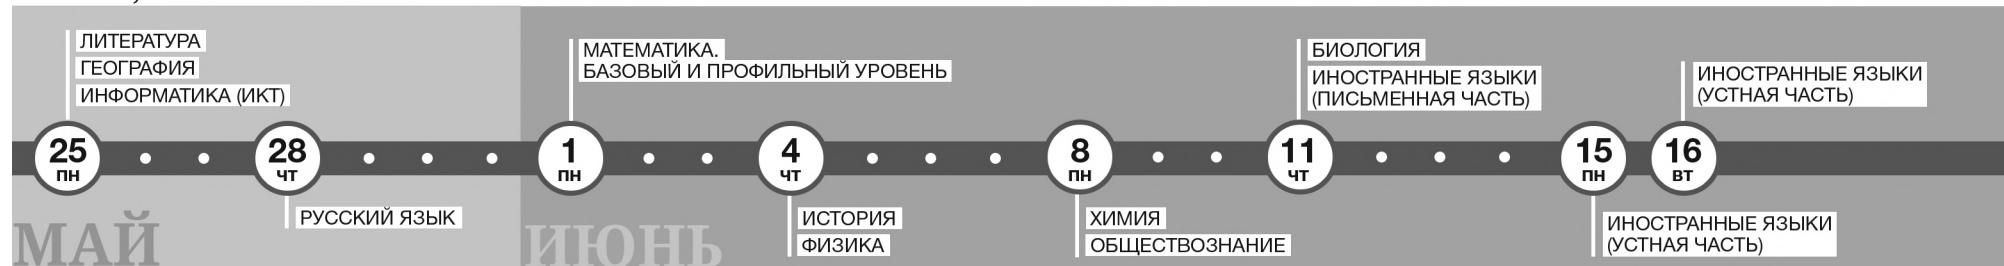 ЛИТЕРАТУРА
ГЕОГРАФИЯ
ИНФОРМАТИКА (ИКТ)
25
ПН
28
ЧТ
РУССКИЙ ЯЗЫК
МАЙ
МАТЕМАТИКА.
БАЗОВЫЙ И ПРОФИЛЬНЫЙ УРОВЕНЬ
1
ПН
ИЮНЬ
4
ЧТ
ИСТОРИЯ
ФИЗИКА
8
ПН
ХИМИЯ
ОБЩЕСТВОЗНАНИЕ
БИОЛОГИЯ
ИНОСТРАННЫЕ ЯЗЫКИ
(ПИСЬМЕННАЯ ЧАСТЬ)
11
ЧТ
15
ПН
ИНОСТРАННЫЕ ЯЗЫКИ
(УСТНАЯ ЧАСТЬ)
ИНОСТРАННЫЕ ЯЗЫКИ
(УСТНАЯ ЧАСТЬ)
16
ВТ